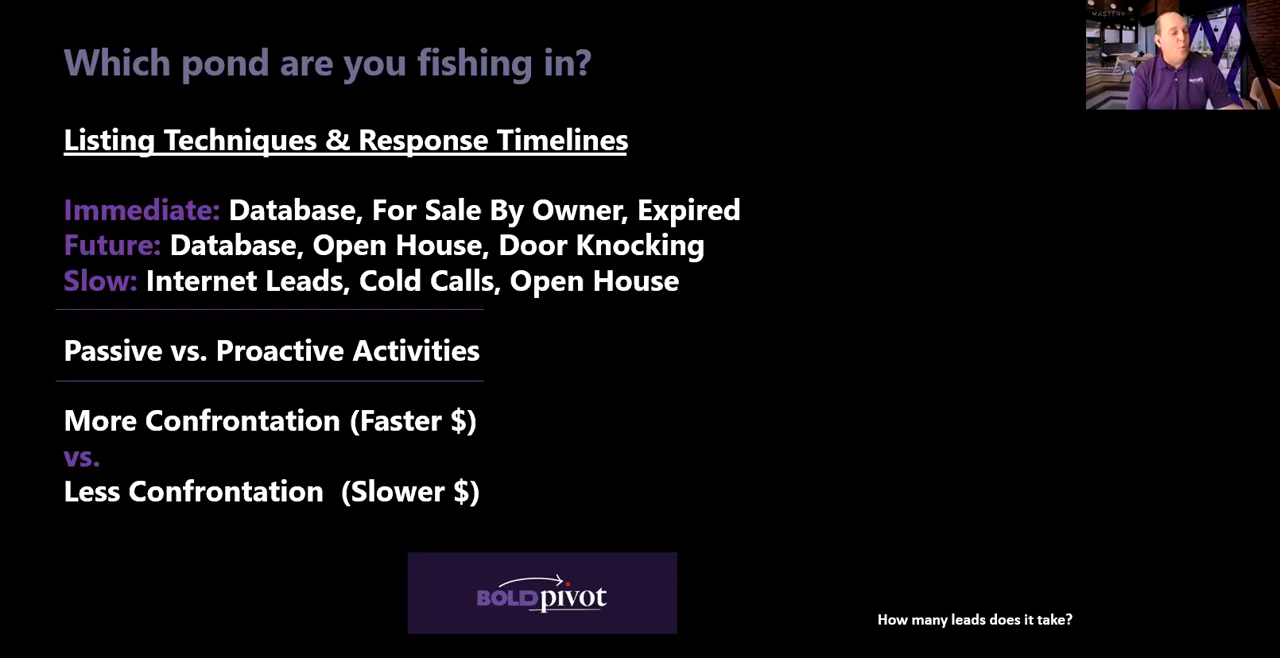 Which pond are you fishing in?
MASTERY
Listing Techniques & Response Timelines
Immediate: Database, For Sale By Owner, Expired
Future: Database, Open House, Door Knocking
Slow: Internet Leads, Cold Calls, Open House
Passive vs. Proactive Activities
More Confrontation (Faster $)
vs.
Less Confrontation (Slower $)
BOLDpivot
How many leads does it take?